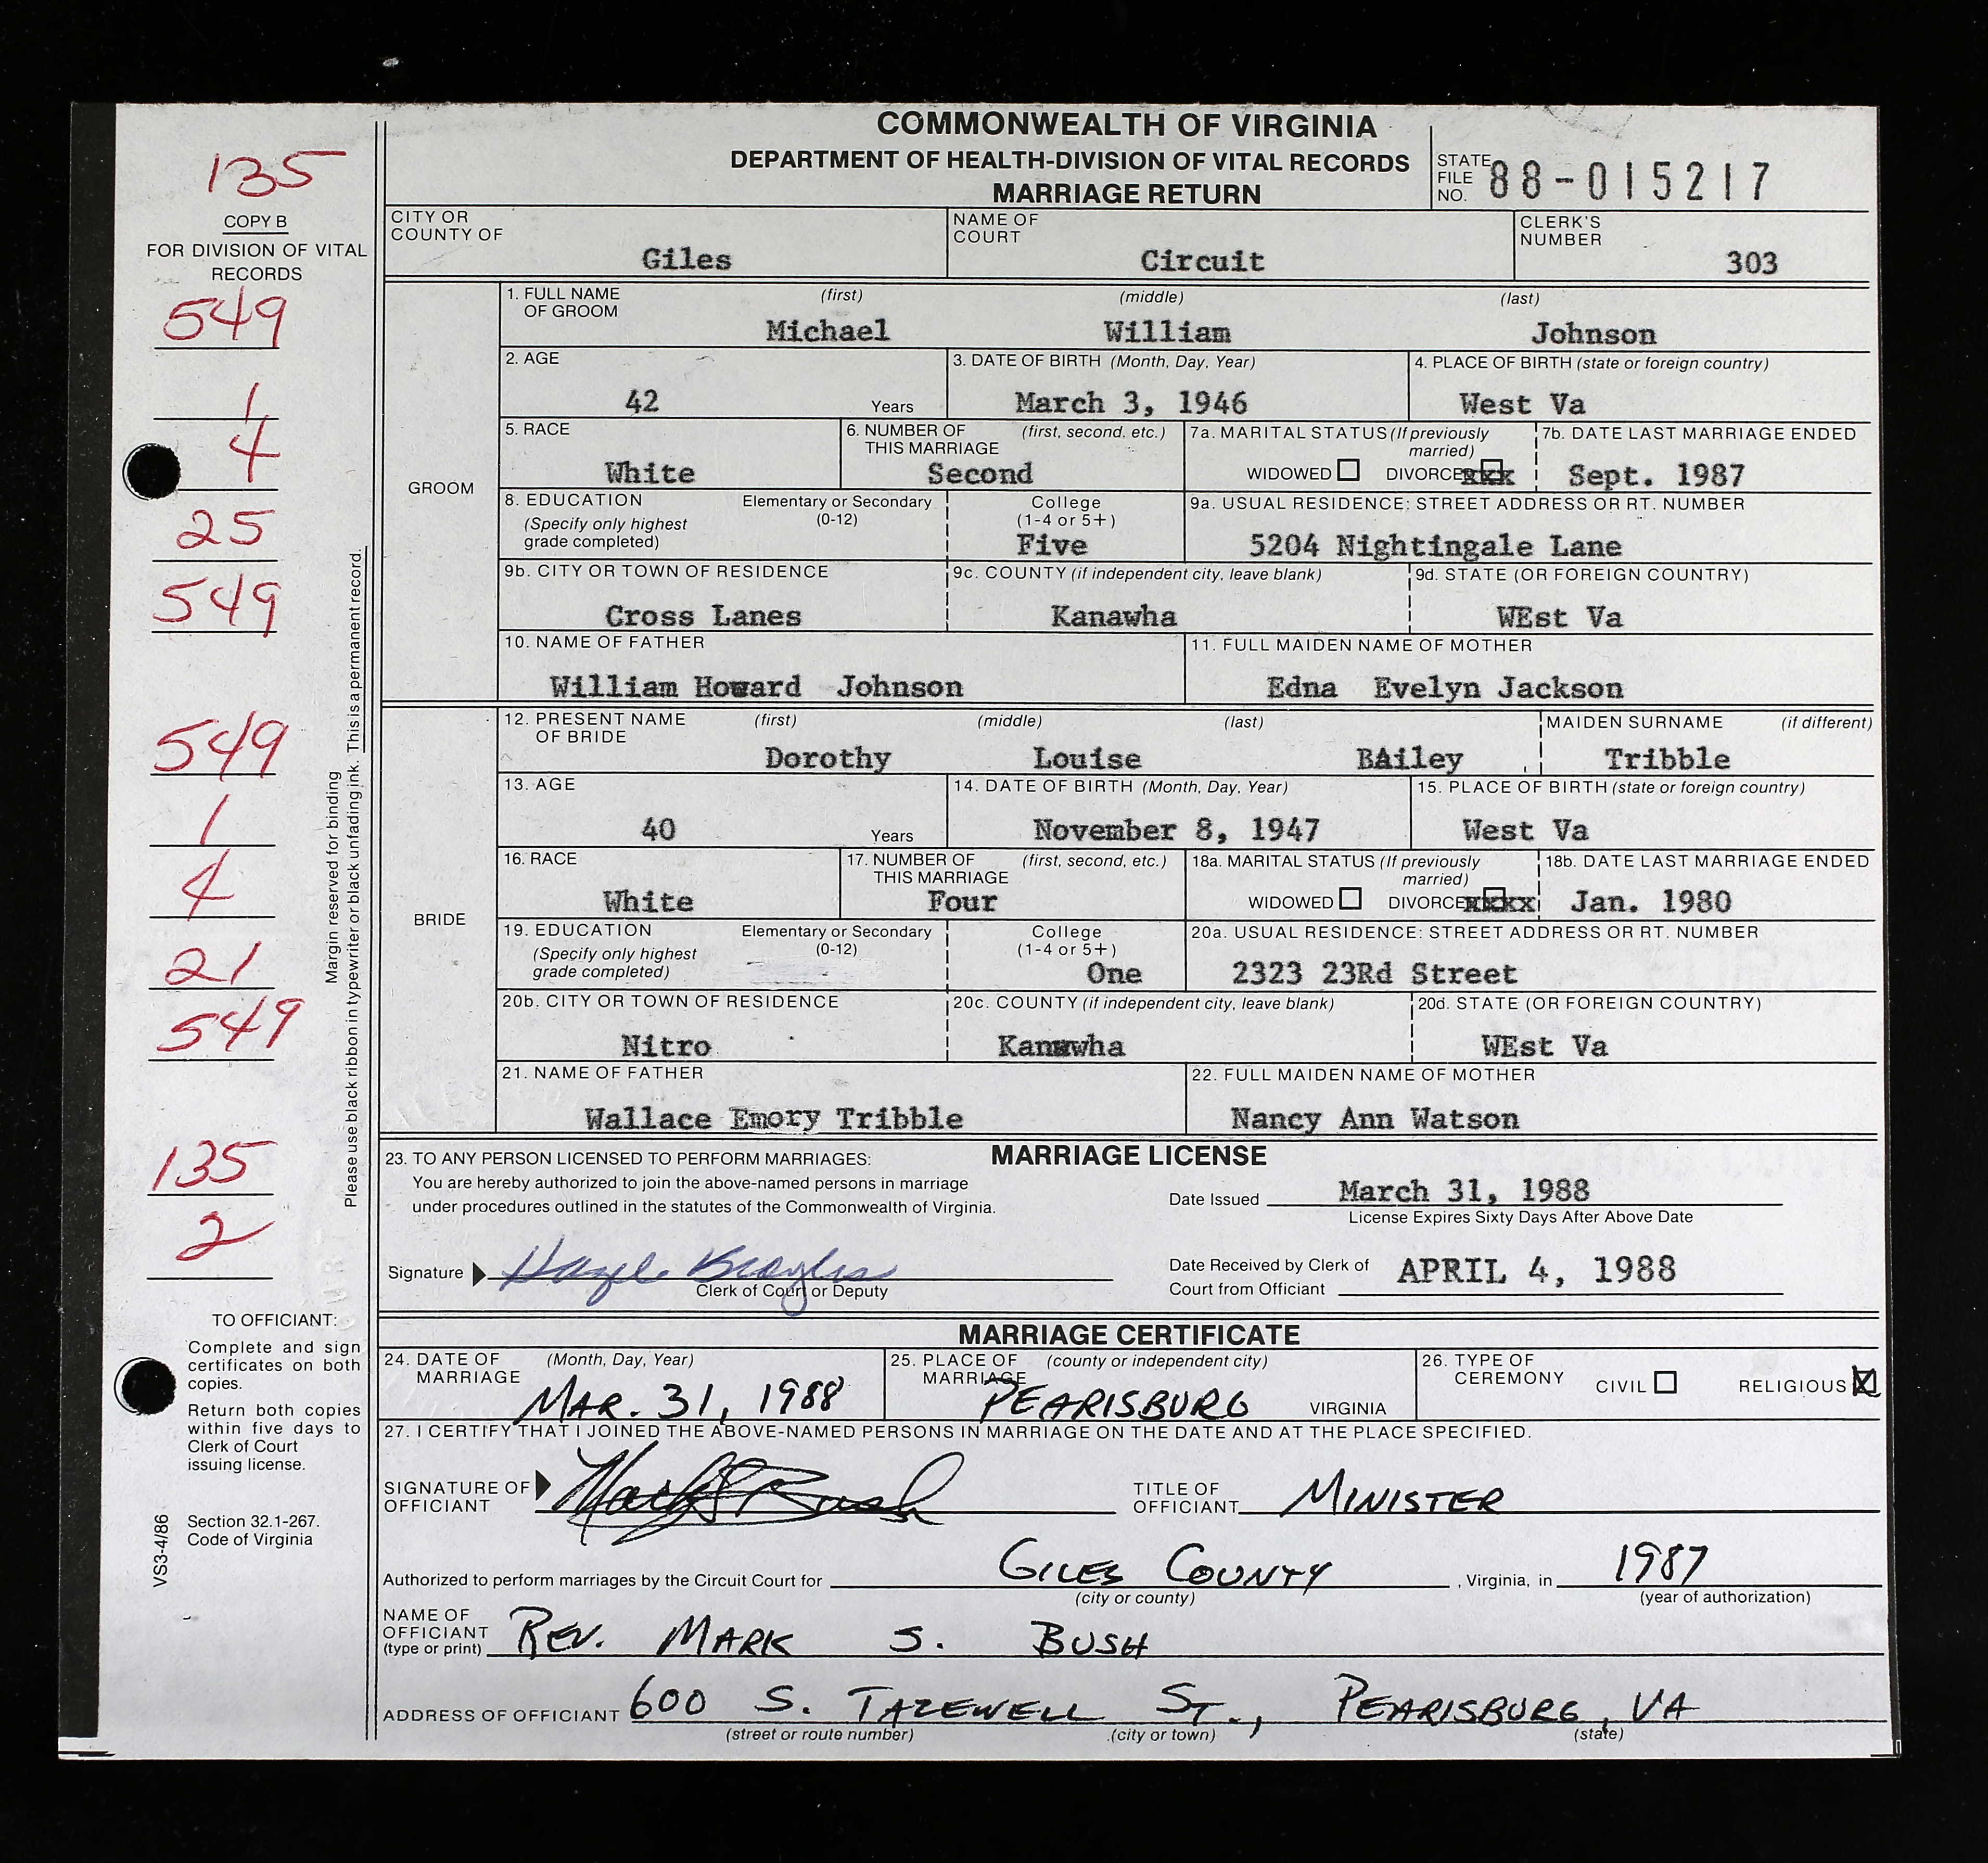 COMMONWEALTH OF VIRGINIA
DEPARTMENT OF HEALTH-DIVISION OF VITAL RECORDS
MARRIAGE RETURN
STATE FILE NO. 88-015217
135
COPY B
FOR DIVISION OF VITAL RECORDS
549
1
4
25
549
549
1
4
21
549
135
2
Margin reserved for binding
Please use black ribbon in typewriter or black unfading ink. This is a permanent record.
TO OFFICIANT:
Complete and sign
certificates on both
copies.
Return both copies
within five days to
Clerk of Court
issuing license.
Section 32.1-267.
Code of Virginia
VS3-4/86
CITY OR COUNTY OF Giles
NAME OF COURT Circuit
CLERK'S NUMBER 303
GROOM
1. FULL NAME OF GROOM (first) (middle) (last)
Michael William Johnson
2. AGE 42 Years
3. DATE OF BIRTH (Month, Day, Year) March 3, 1946
4. PLACE OF BIRTH (state or foreign country) West Va
5. RACE White
6. NUMBER OF THIS MARRIAGE (first, second, etc.) Second
7a. MARITAL STATUS (If previously married) WIDOWED DIVORCED xxx
7b. DATE LAST MARRIAGE ENDED Sept. 1987
8. EDUCATION (Specify only highest grade completed) Elementary or Secondary (0-12) College (1-4 or 5+) Five
9a. USUAL RESIDENCE: STREET ADDRESS OR RT. NUMBER 5204 Nightingale Lane
9b. CITY OR TOWN OF RESIDENCE Cross Lanes
9c. COUNTY (if independent city, leave blank) Kanawha
9d. STATE (OR FOREIGN COUNTRY) WEst Va
10. NAME OF FATHER William Howard Johnson
11. FULL MAIDEN NAME OF MOTHER Edna Evelyn Jackson
BRIDE
12. PRESENT NAME OF BRIDE (first) (middle) (last) MAIDEN SURNAME (if different)
Dorothy Louise BAiley Tribble
13. AGE 40 Years
14. DATE OF BIRTH (Month, Day, Year) November 8, 1947
15. PLACE OF BIRTH (state or foreign country) West Va
16. RACE White
17. NUMBER OF THIS MARRIAGE (first, second, etc.) Four
18a. MARITAL STATUS (If previously married) WIDOWED DIVORCED xxxx
18b. DATE LAST MARRIAGE ENDED Jan. 1980
19. EDUCATION (Specify only highest grade completed) Elementary or Secondary (0-12) College (1-4 or 5+) One
20a. USUAL RESIDENCE: STREET ADDRESS OR RT. NUMBER 2323 23Rd Street
20b. CITY OR TOWN OF RESIDENCE Nitro
20c. COUNTY (if independent city, leave blank) Kanawha
20d. STATE (OR FOREIGN COUNTRY) WEst Va
21. NAME OF FATHER Wallace Emory Tribble
22. FULL MAIDEN NAME OF MOTHER Nancy Ann Watson
23. TO ANY PERSON LICENSED TO PERFORM MARRIAGES: MARRIAGE LICENSE
You are hereby authorized to join the above-named persons in marriage
under procedures outlined in the statutes of the Commonwealth of Virginia.
Date Issued March 31, 1988
License Expires Sixty Days After Above Date
Signature
Clerk of Court or Deputy
Date Received by Clerk of Court from Officiant APRIL 4, 1988
MARRIAGE CERTIFICATE
24. DATE OF MARRIAGE (Month, Day, Year) MAR. 31, 1988
25. PLACE OF MARRIAGE (county or independent city) PEARISBURG VIRGINIA
26. TYPE OF CEREMONY CIVIL RELIGIOUS X
27. I CERTIFY THAT I JOINED THE ABOVE-NAMED PERSONS IN MARRIAGE ON THE DATE AND AT THE PLACE SPECIFIED.
SIGNATURE OF OFFICIANT Mark S Bush
TITLE OF OFFICIANT MINISTER
Authorized to perform marriages by the Circuit Court for GILES COUNTY, Virginia, in 1987
(city or county) (year of authorization)
NAME OF OFFICIANT (type or print) REV. MARK S. BUSH
ADDRESS OF OFFICIANT 600 S. TAZEWELL ST., PEARISBURG, VA
(street or route number) (city or town) (state)